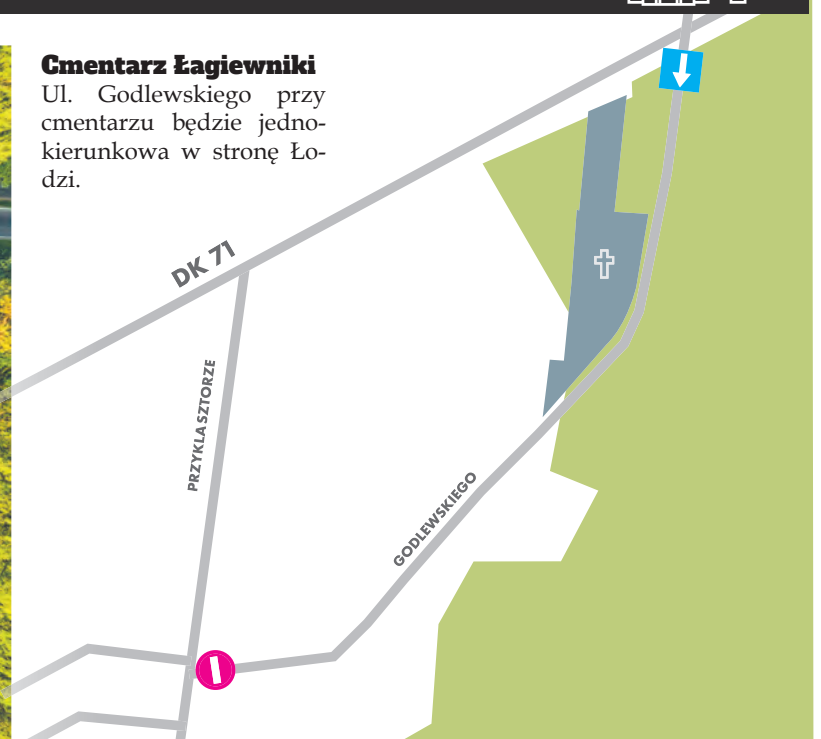 Cmentarz Łagiewniki
Ul. Godlewskiego przy
cmentarzu będzie jedno-
kierunkowa w stronę Ło-
dzi.
DK 71
PRZYKLASZTORZE
GODLEWSKIEGO